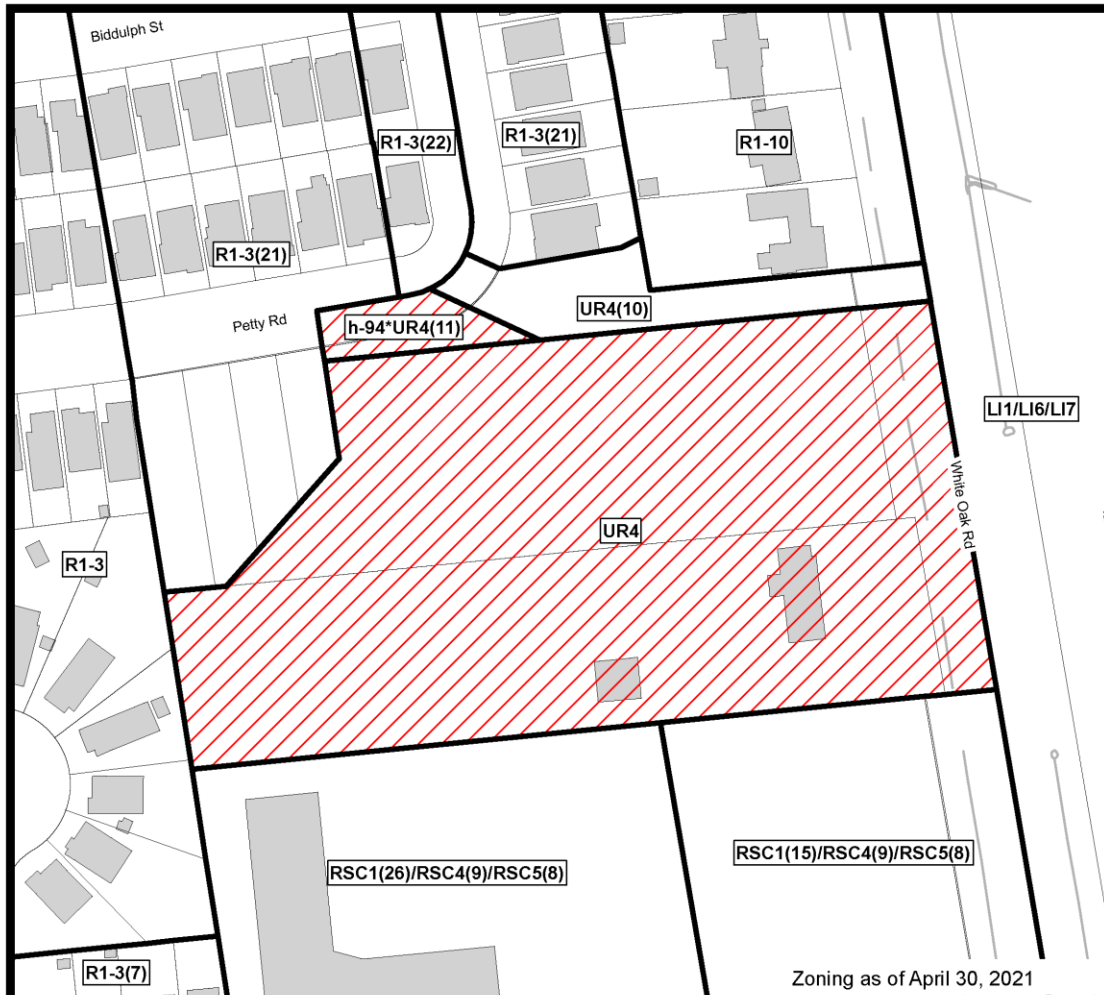 Biddulph St
R1-3(22)
R1-3(21)
R1-10
R1-3(21)
UR4(10)
Petty Rd
h-94*UR4(11)
LI1/LI6/LI7
White Oak Rd
UR4
R1-3
RSC1(26)/RSC4(9)/RSC5(8)
RSC1(15)/RSC4(9)/RSC5(8)
R1-3(7)
Zoning as of April 30, 2021